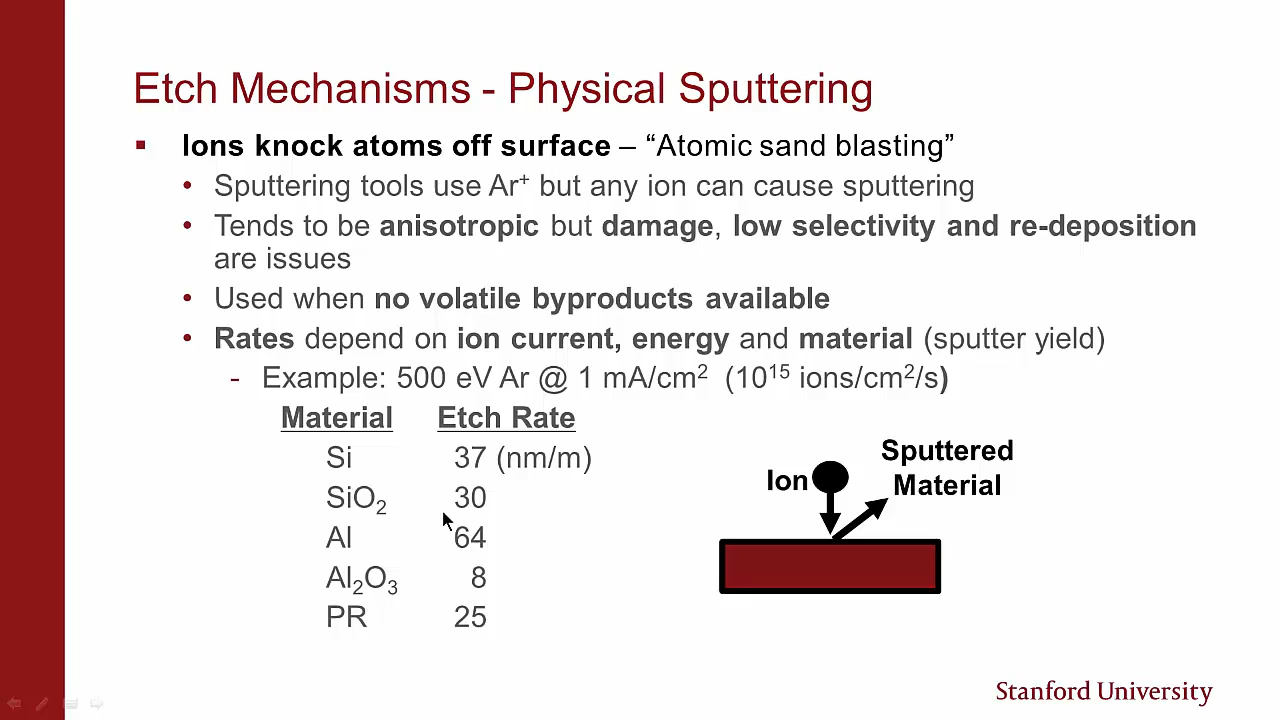 Etch Mechanisms - Physical Sputtering
▪ Ions knock atoms off surface – “Atomic sand blasting”
• Sputtering tools use Ar⁺ but any ion can cause sputtering
• Tends to be anisotropic but damage, low selectivity and re-deposition
are issues
• Used when no volatile byproducts available
• Rates depend on ion current, energy and material (sputter yield)
- Example: 500 eV Ar @ 1 mA/cm² (10¹⁵ ions/cm²/s)
Material Etch Rate
Si 37 (nm/m)
SiO₂ 30
Al 64
Al₂O₃ 8
PR 25
Ion
Sputtered
Material
Stanford University